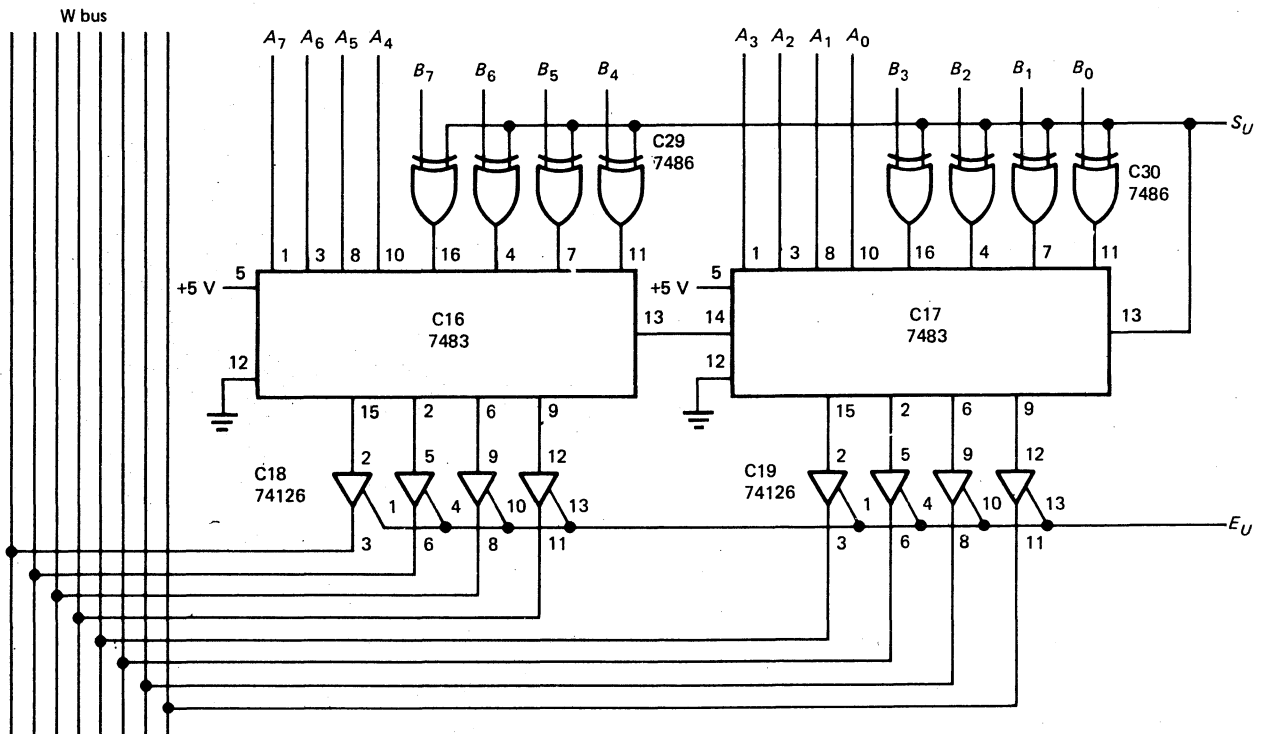 W bus
A7 A6 A5 A4 A3 A2 A1 A0
B7 B6 B5 B4 B3 B2 B1 B0
SU
C29
7486
C30
7486
1 3 8 10 16 4 7 11 1 3 8 10 16 4 7 11
5 5
+5 V +5 V
C16
7483
13 14
C17
7483
13
12 12
15 2 6 9 15 2 6 9
C18
74126
2 5 9 12
C19
74126
2 5 9 12
1 4 10 13 1 4 10 13
EU
3 6 8 11 3 6 8 11